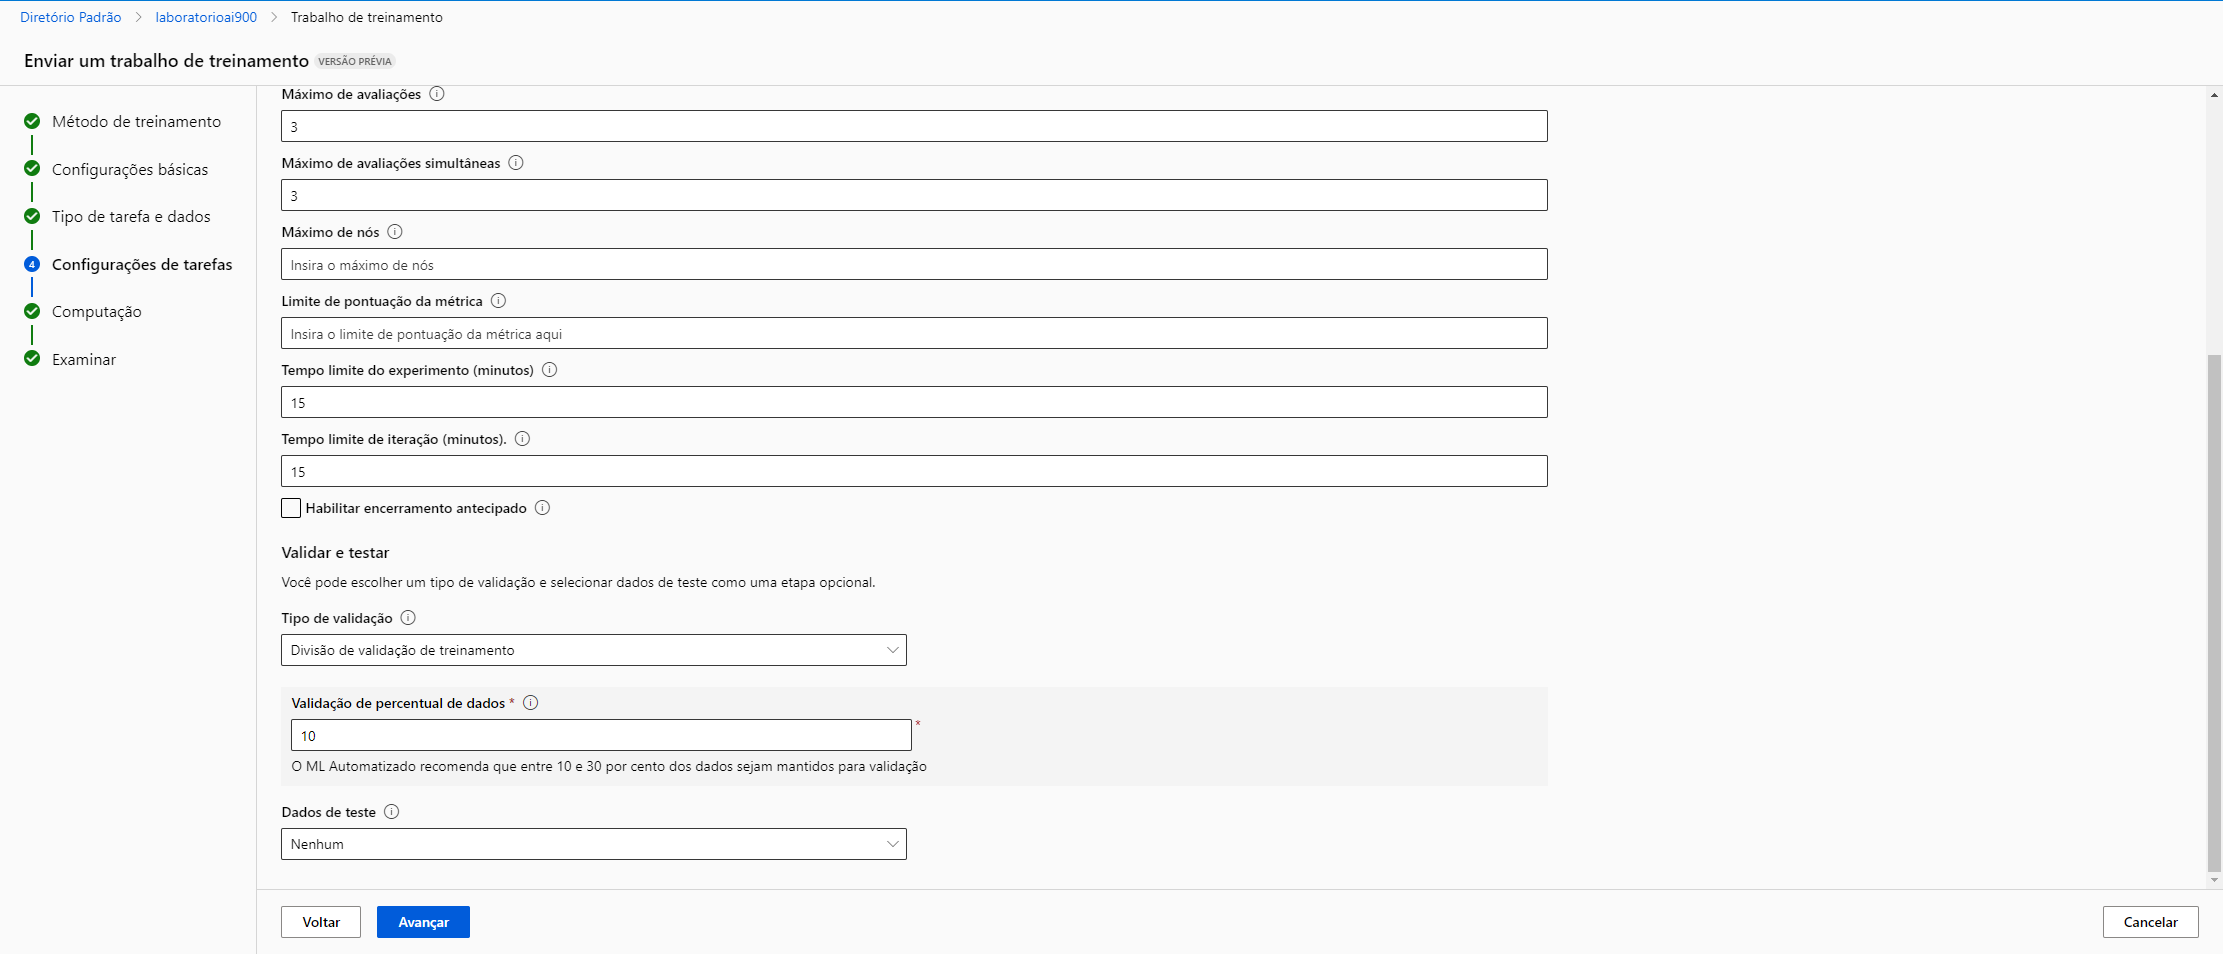 Diretório Padrão > laboratorioai900 > Trabalho de treinamento
Enviar um trabalho de treinamento VERSÃO PRÉVIA
Método de treinamento
Configurações básicas
Tipo de tarefa e dados
4 Configurações de tarefas
Computação
Examinar
Máximo de avaliações
3
Máximo de avaliações simultâneas
3
Máximo de nós
Insira o máximo de nós
Limite de pontuação da métrica
Insira o limite de pontuação da métrica aqui
Tempo limite do experimento (minutos)
15
Tempo limite de iteração (minutos).
15
Habilitar encerramento antecipado
Validar e testar
Você pode escolher um tipo de validação e selecionar dados de teste como uma etapa opcional.
Tipo de validação
Divisão de validação de treinamento
Validação de percentual de dados *
10 *
O ML Automatizado recomenda que entre 10 e 30 por cento dos dados sejam mantidos para validação
Dados de teste
Nenhum
Voltar Avançar Cancelar